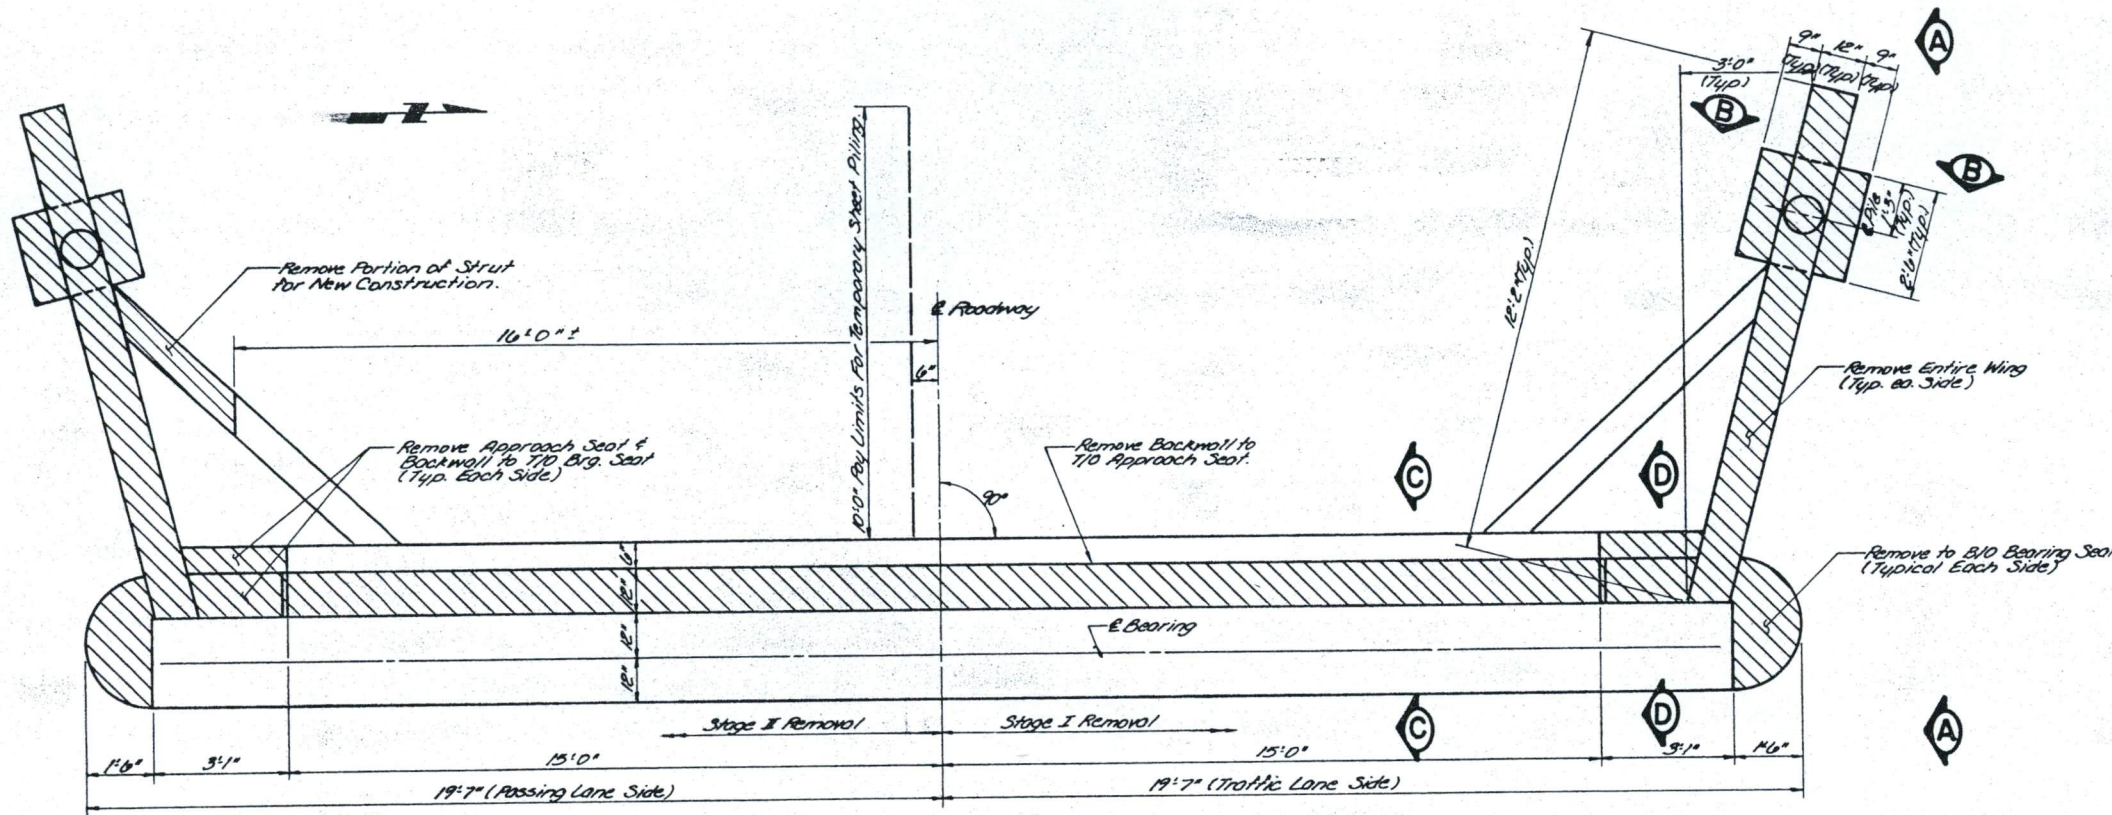 9" 12" 9"
(Typ.) (Typ.) (Typ.)
3'-0"
(Typ.)
A
B
B
Z
10'-0" Pay Limits For Temporary Sheet Piling.
℄ Pile
1'-3"
(Typ.)
2'-6" (Typ.)
12'-2" (Typ.)
Remove Portion of Strut
for New Construction.
℄ Roadway
16'-0" ±
6"
Remove Entire Wing
(Typ. ea. Side)
Remove Approach Seat &
Backwall to T/O Brg. Seat
(Typ. Each Side)
Remove Backwall to
T/O Approach Seat.
90°
C
D
6"
12"
12"
12"
Remove to B/O Bearing Seat
(Typical Each Side)
℄ Bearing
Stage II Removal
Stage I Removal
C
D
A
1'-6" 3'-1" 15'-0" 15'-0" 3'-1" 1'-6"
19'-7" (Passing Lane Side) 19'-7" (Traffic Lane Side)